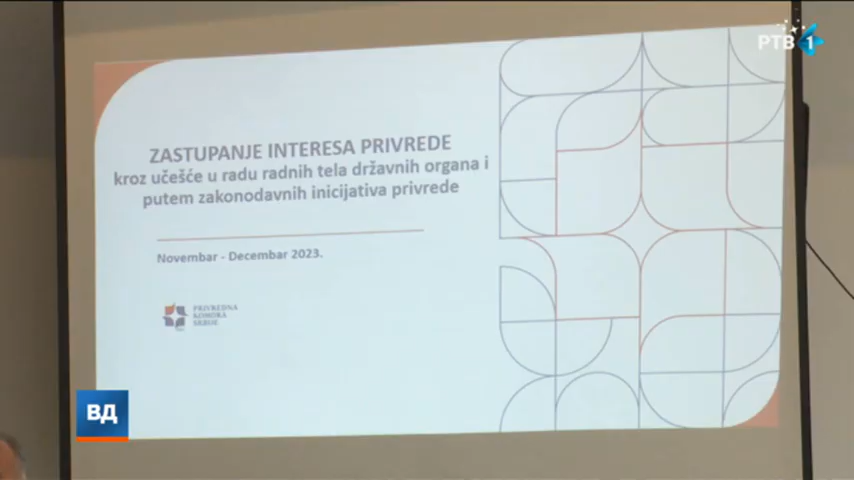 РТВ 1
ZASTUPANJE INTERESA PRIVREDE
kroz učešće u radu radnih tela državnih organa i
putem zakonodavnih inicijativa privrede
Novembar - Decembar 2023.
PRIVREDNA
KOMORA
SRBIJE
ВД